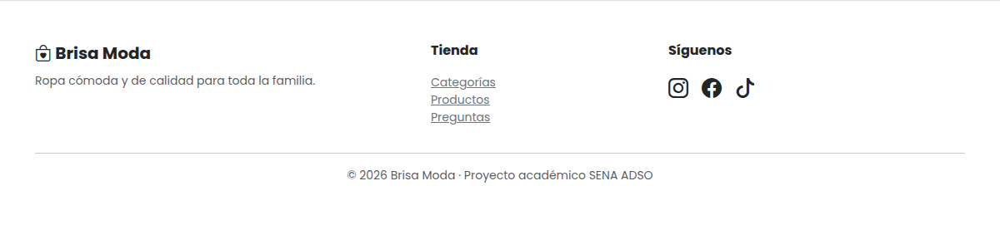 Brisa Moda
Ropa cómoda y de calidad para toda la familia.
Tienda
Categorías
Productos
Preguntas
Síguenos
© 2026 Brisa Moda · Proyecto académico SENA ADSO